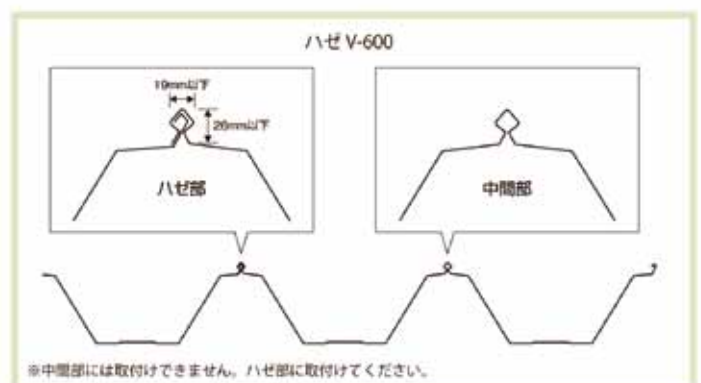 ハゼ V-600
19mm以下
26mm以下
ハゼ部
中間部
※中間部には取付けできません。ハゼ部に取付けてください。